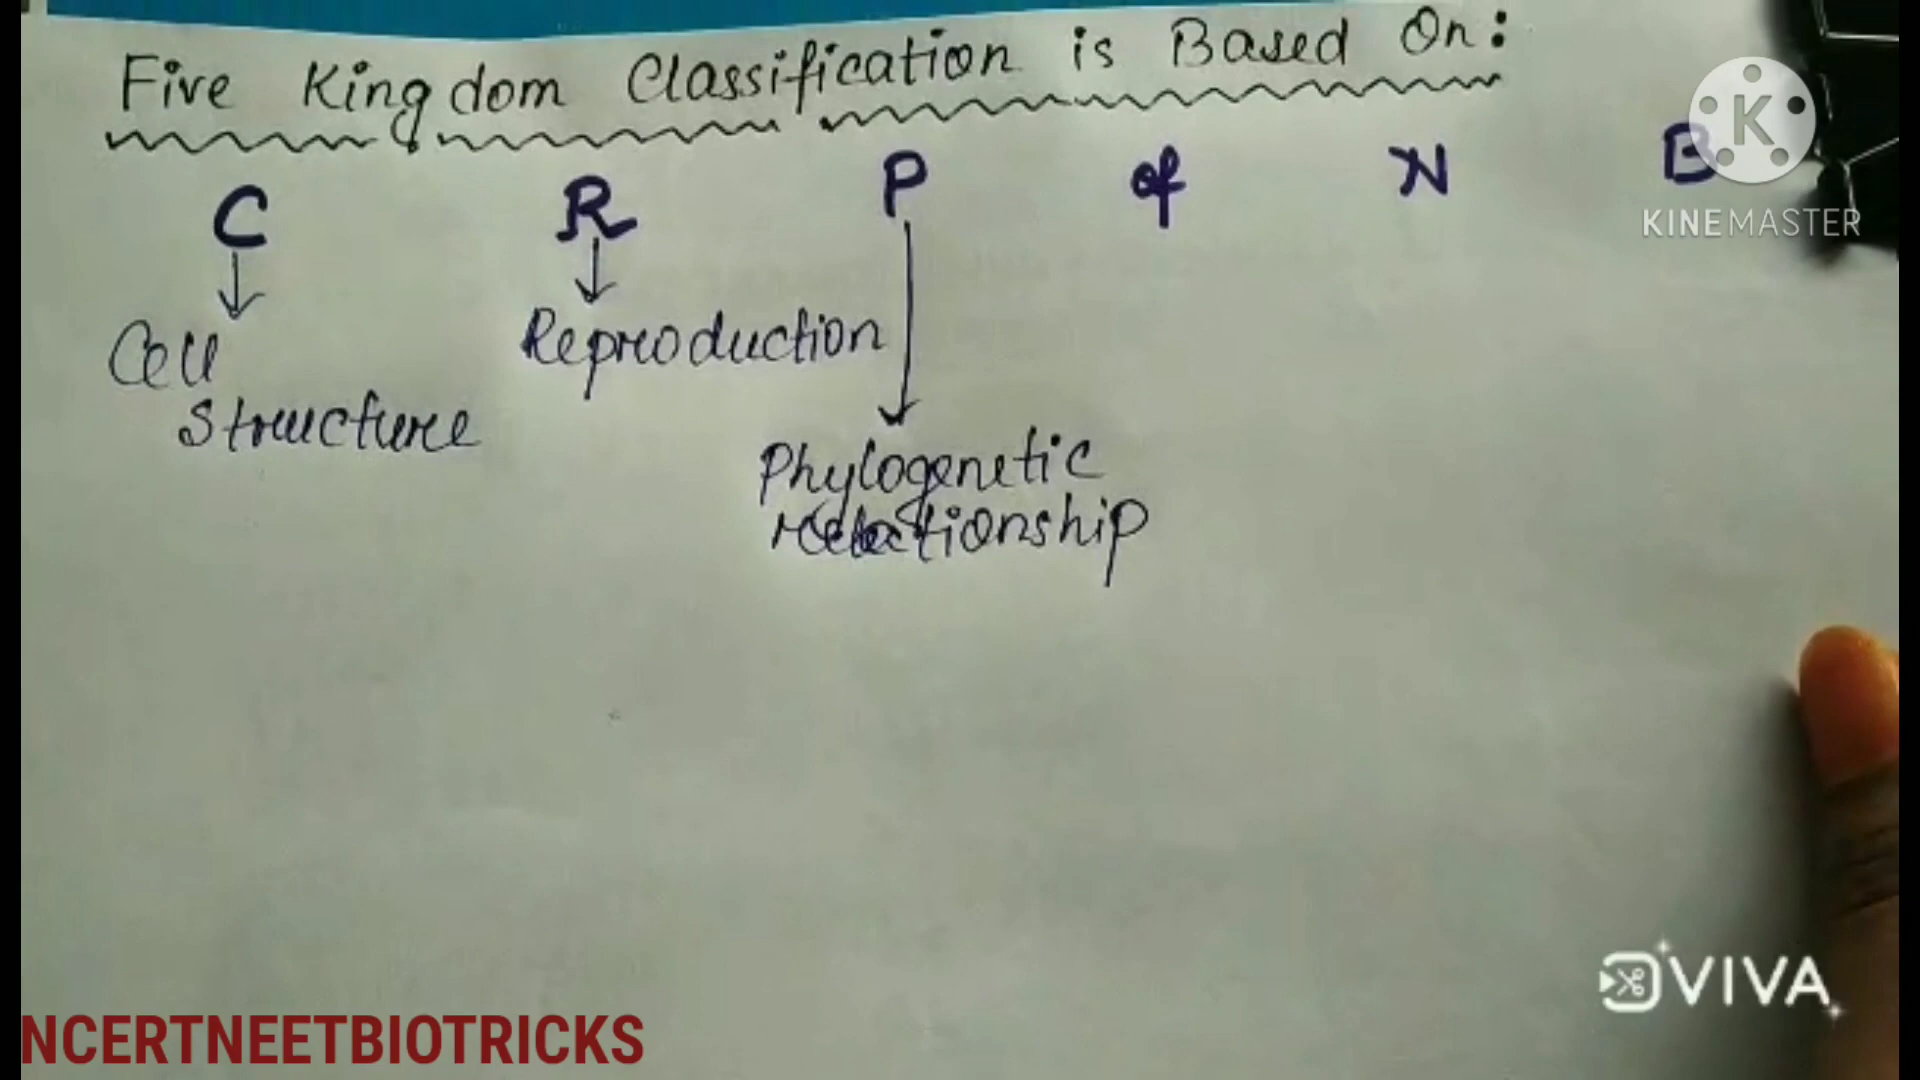 Five Kingdom Classification is Based On:
C R P of N B
Cell
Structure
Reproduction
Phylogenetic
relationship
K
KINEMASTER
VIVA
NCERTNEETBIOTRICKS